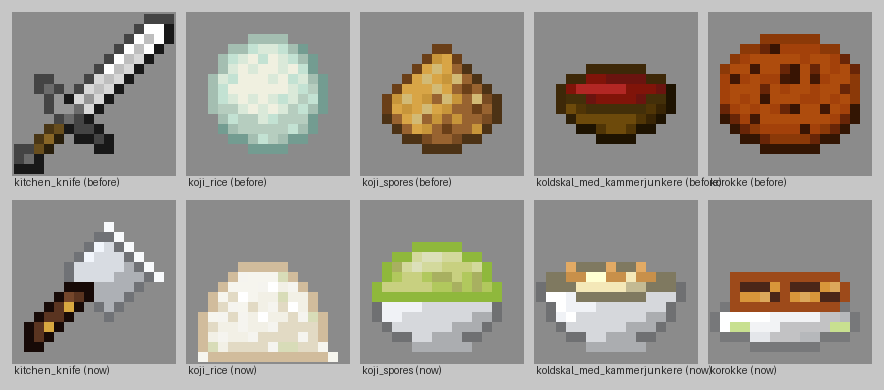 kitchen_knife (before)
koji_rice (before)
koji_spores (before)
koldskal_med_kammerjunkere (before)
korokke (before)
kitchen_knife (now)
koji_rice (now)
koji_spores (now)
koldskal_med_kammerjunkere (now)
korokke (now)